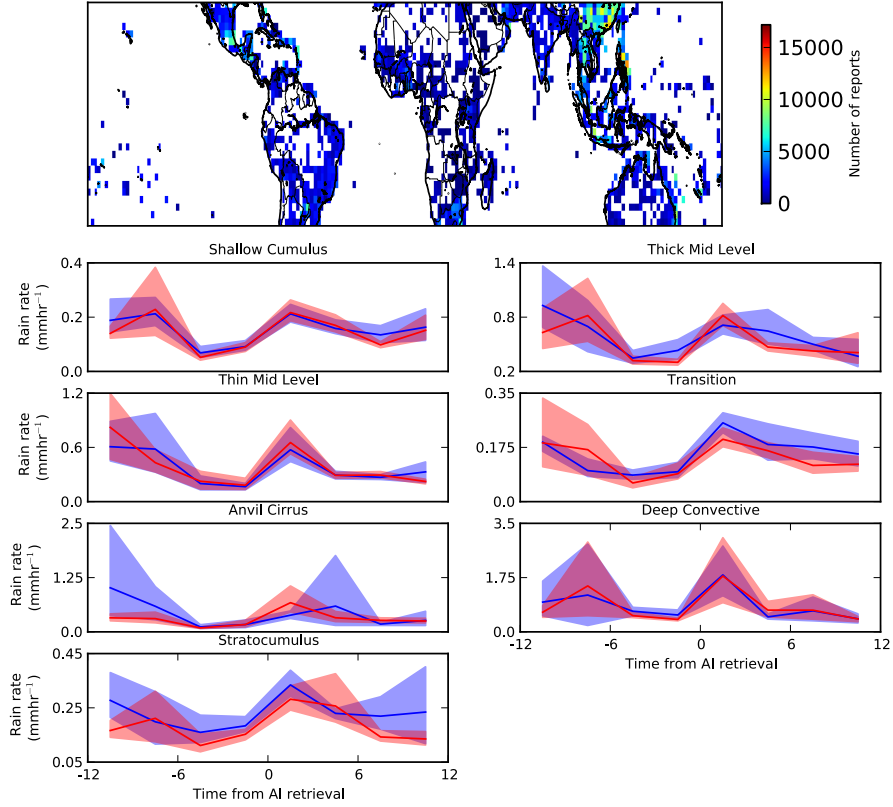 15000
10000
5000
0
Number of reports
Shallow Cumulus
0.4
0.2
0.0
Rain rate
(mmhr⁻¹)
Thick Mid Level
1.4
0.8
0.2
Thin Mid Level
1.2
0.6
0.0
Rain rate
(mmhr⁻¹)
Transition
0.35
0.175
0.0
Anvil Cirrus
2.5
1.25
0.0
Rain rate
(mmhr⁻¹)
Deep Convective
3.5
1.75
0.0
-12 -6 0 6 12
Time from AI retrieval
Stratocumulus
0.45
0.25
0.05
Rain rate
(mmhr⁻¹)
-12 -6 0 6 12
Time from AI retrieval